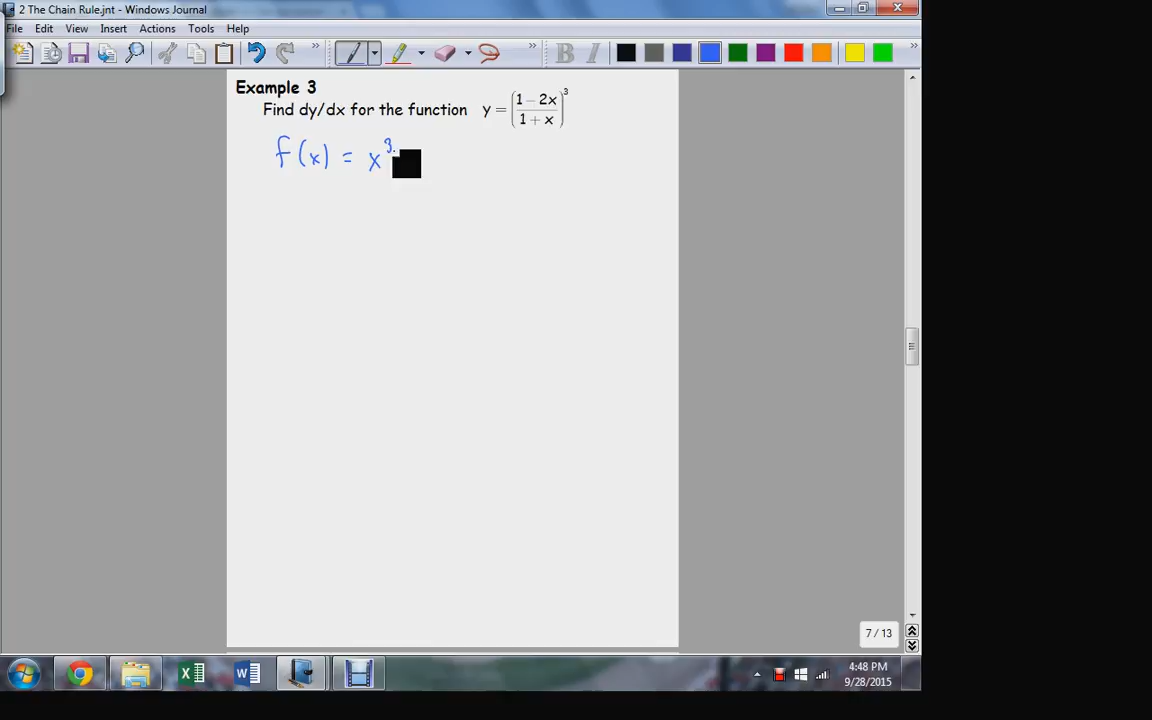 2 The Chain Rule.jnt - Windows Journal
File Edit View Insert Actions Tools Help
B I
Example 3
Find dy/dx for the function y = ((1 − 2x)/(1 + x))³
f(x) = x³
7 / 13
4:48 PM
9/28/2015